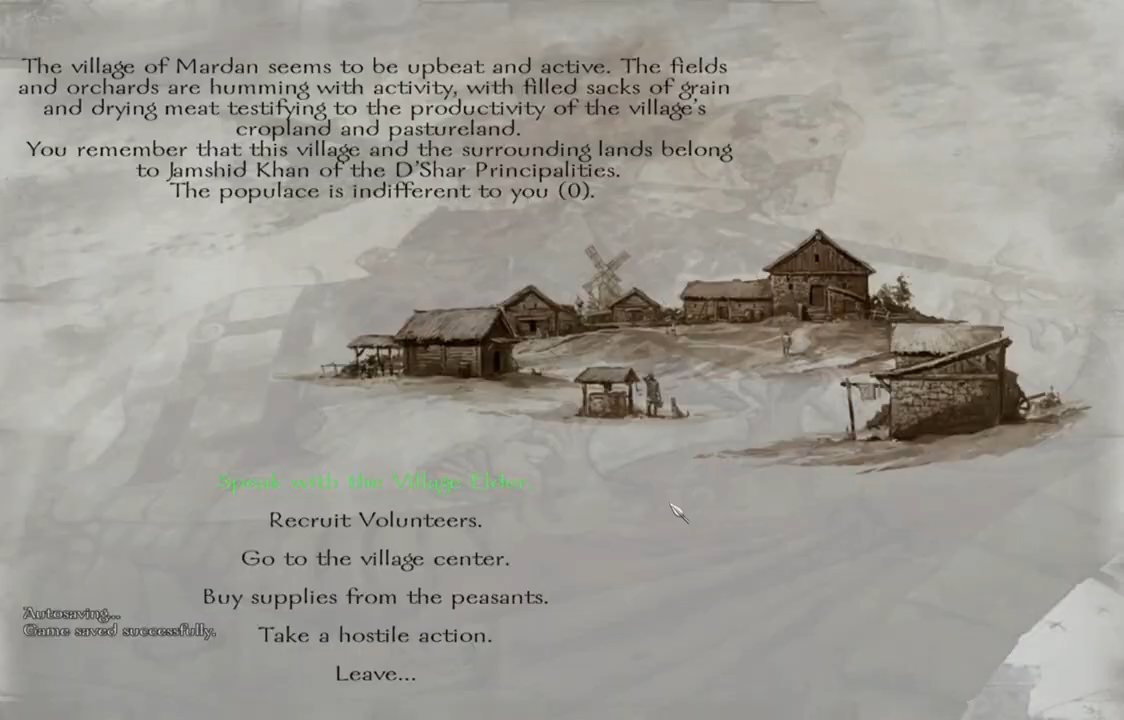 The village of Mardan seems to be upbeat and active. The fields
and orchards are humming with activity, with filled sacks of grain
and drying meat testifying to the productivity of the village's
cropland and pastureland.
You remember that this village and the surrounding lands belong
to Jamshid Khan of the D'Shar Principalities.
The populace is indifferent to you (0).
Speak with the Village Elder.
Recruit Volunteers.
Go to the village center.
Buy supplies from the peasants.
Autosaving...
Game saved successfully.
Take a hostile action.
Leave...